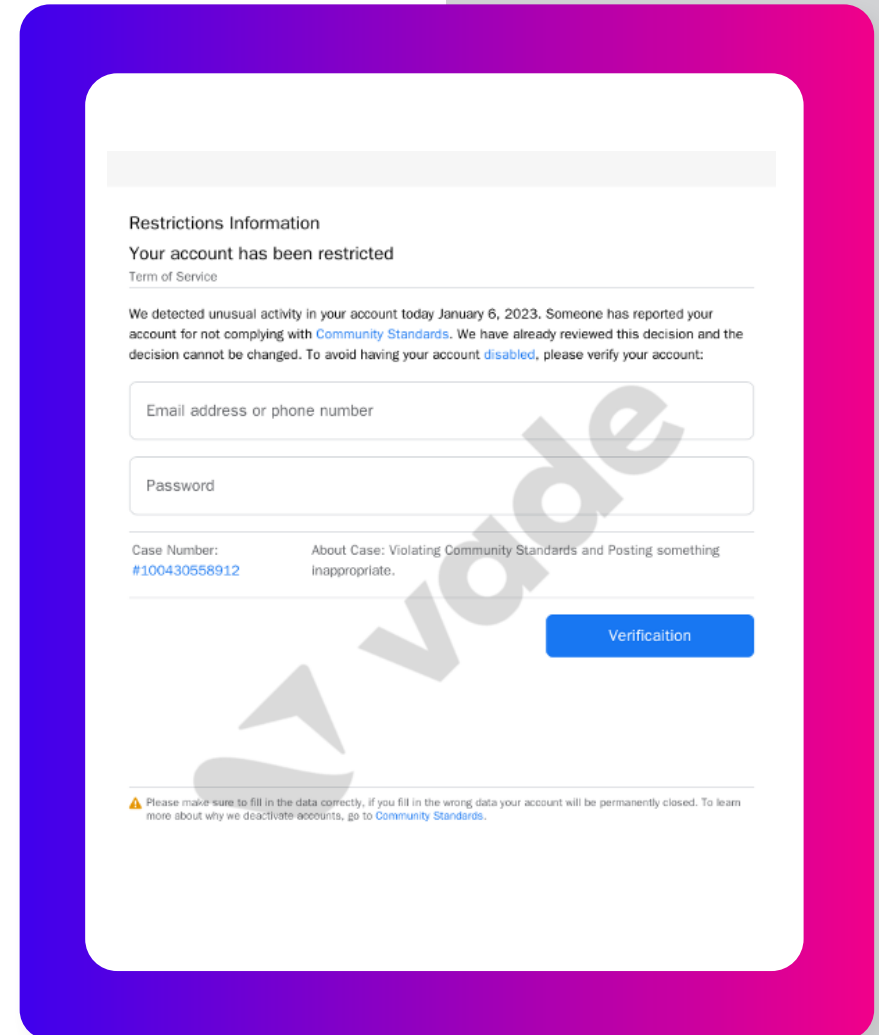 Restrictions Information
Your account has been restricted
Term of Service
We detected unusual activity in your account today January 6, 2023. Someone has reported your
account for not complying with Community Standards. We have already reviewed this decision and the
decision cannot be changed. To avoid having your account disabled, please verify your account:
Email address or phone number
Password
Case Number:
#100430558912
About Case: Violating Community Standards and Posting something
inappropriate.
Verificaition
vade
Please make sure to fill in the data correctly, if you fill in the wrong data your account will be permanently closed. To learn
more about why we deactivate accounts, go to Community Standards.